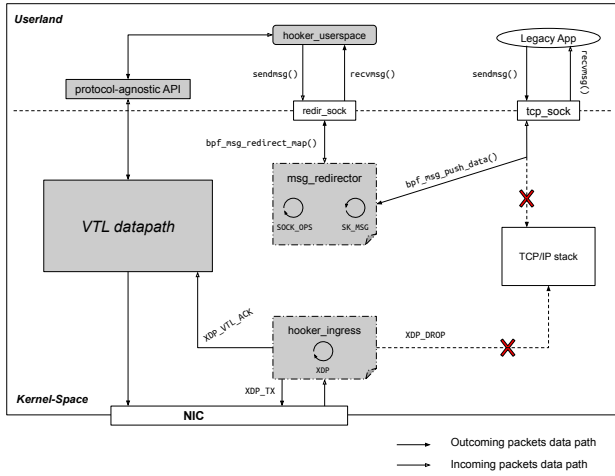 Userland
hooker_userspace
Legacy App
sendmsg()
recvmsg()
sendmsg()
recvmsg()
protocol-agnostic API
redir_sock
tcp_sock
bpf_msg_redirect_map()
msg_redirector
bpf_msg_push_data()
SOCK_OPS
SK_MSG
VTL datapath
TCP/IP stack
XDP_VTL_ACK
hooker_ingress
XDP_DROP
XDP
XDP_TX
Kernel-Space
NIC
Outcoming packets data path
Incoming packets data path